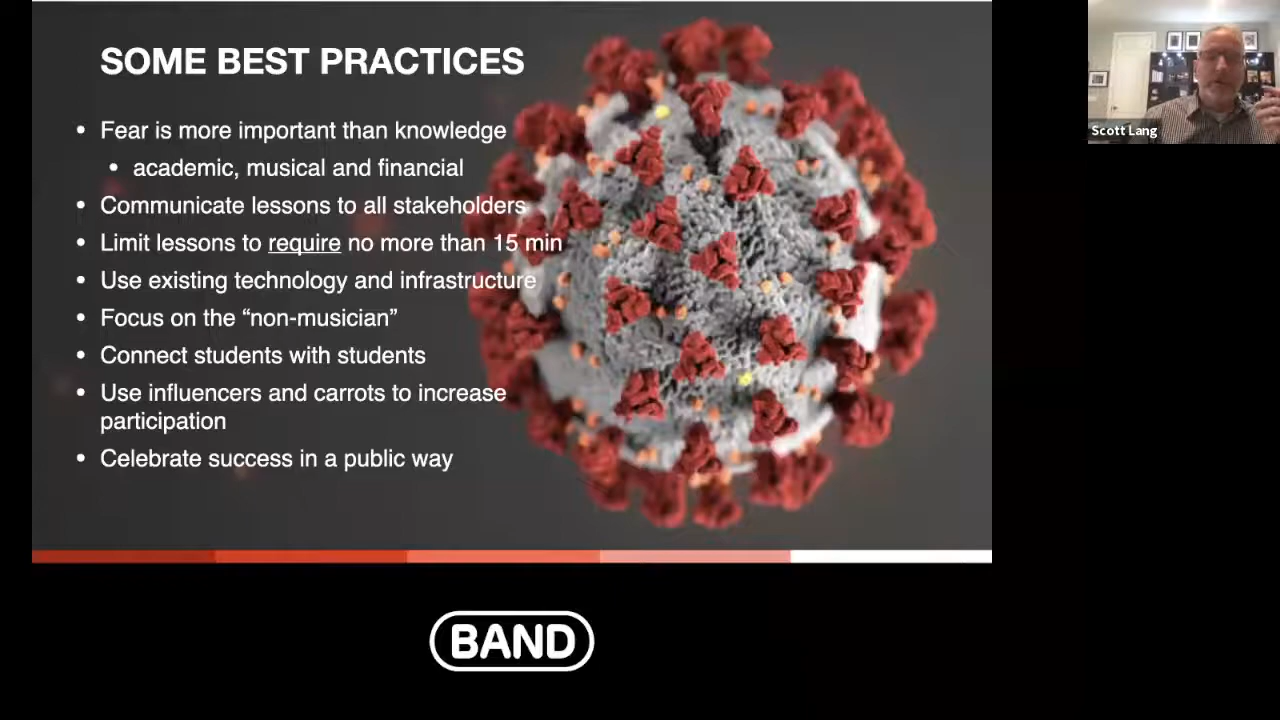 SOME BEST PRACTICES
• Fear is more important than knowledge
• academic, musical and financial
• Communicate lessons to all stakeholders
• Limit lessons to require no more than 15 min
• Use existing technology and infrastructure
• Focus on the “non-musician”
• Connect students with students
• Use influencers and carrots to increase
participation
• Celebrate success in a public way
Scott Lang
BAND